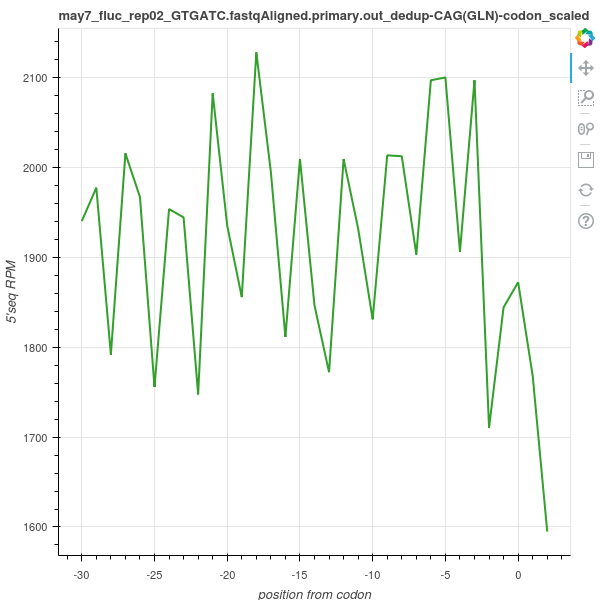 may7_fluc_rep02_GTGATC.fastqAligned.primary.out_dedup-CAG(GLN)-codon_scaled
2100
2000
1900
1800
1700
1600
5'seq RPM
-30 -25 -20 -15 -10 -5 0
position from codon